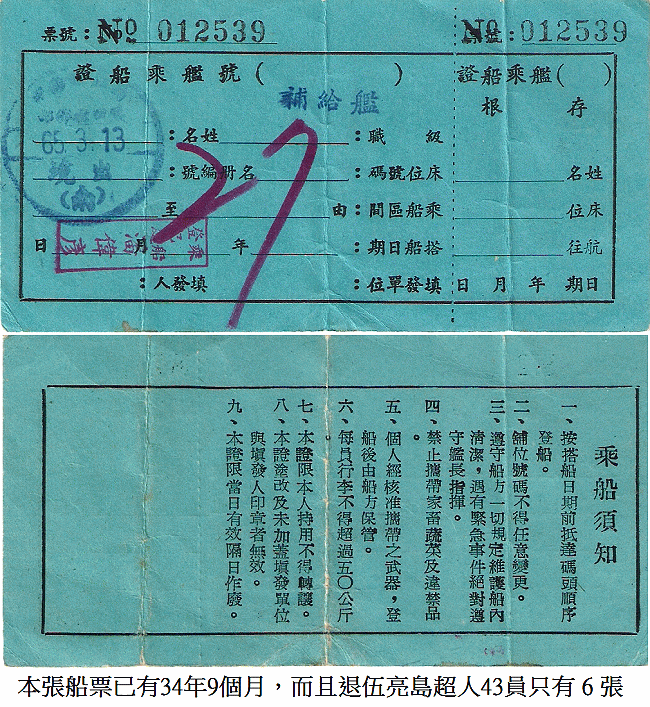 票號:No 012539
票號:No 012539
( )號艦乘船證
補給艦
級職: 姓名:
床位號碼: 名册編號:
乘船區間:由 至
搭船日期: 年 月 日
填發單位: 填發人:
65.3.13
27
( )艦乘船證
存根
姓名
床位
航往
日期 年 月 日
乘船須知
一、按搭船日期前抵達碼頭順序
登船。
二、舖位號碼不得任意變更。
三、遵守船方一切規定維護船內
清潔,遇有緊急事件絕對遵
守艦長指揮。
四、禁止攜帶家畜蔬菜及違禁品
。
五、個人經核准攜帶之武器,登
船後由船方保管。
六、每員行李不得超過五〇公斤
七、本證限本人持用不得轉讓。
八、本證塗改及未加蓋填發單位
與填發人印章者無效。
九、本證限當日有效隔日作廢。
本張船票已有34年9個月,而且退伍亮島超人43員只有 6 張